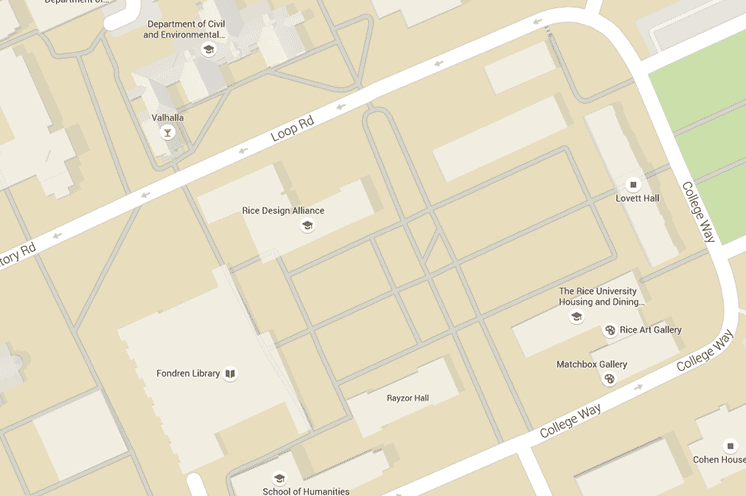 Department of Civil
and Environmental...
Valhalla
Loop Rd
tory Rd
Rice Design Alliance
Lovett Hall
College Way
The Rice University
Housing and Dining...
Rice Art Gallery
Matchbox Gallery
College Way
Fondren Library
Rayzor Hall
College Way
Cohen House
School of Humanities